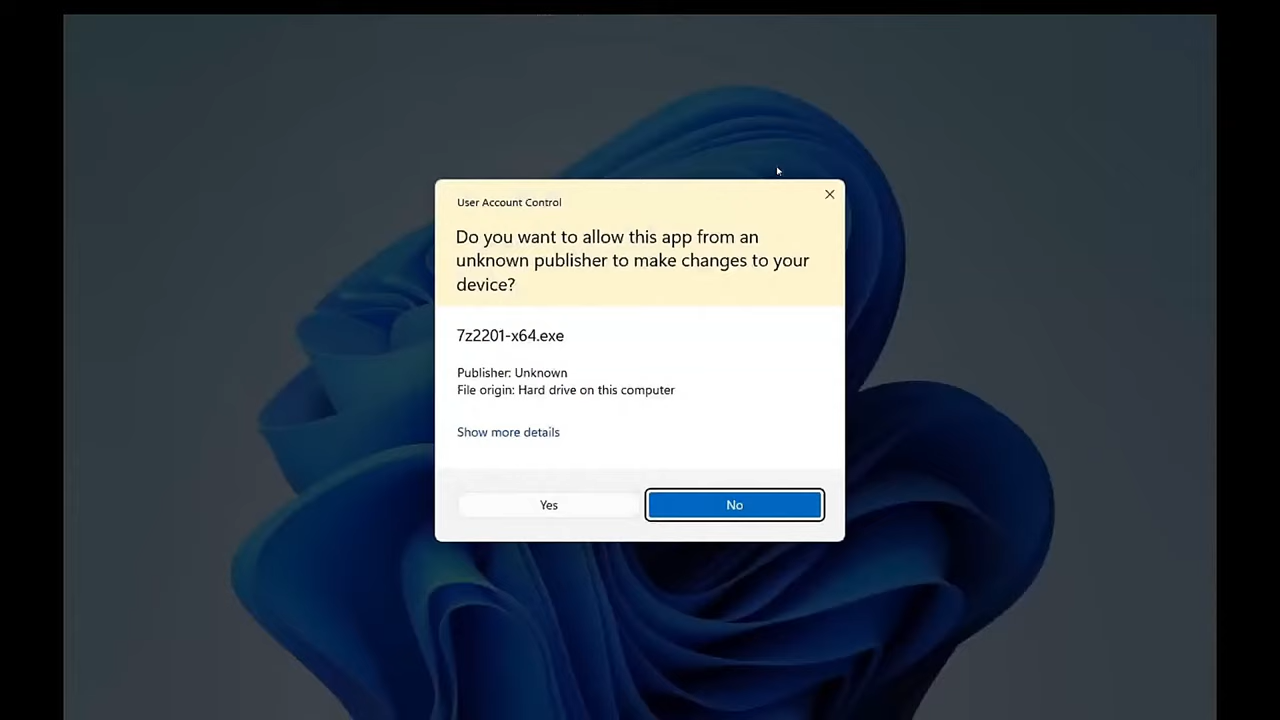 User Account Control
Do you want to allow this app from an
unknown publisher to make changes to your
device?
7z2201-x64.exe
Publisher: Unknown
File origin: Hard drive on this computer
Show more details
Yes
No